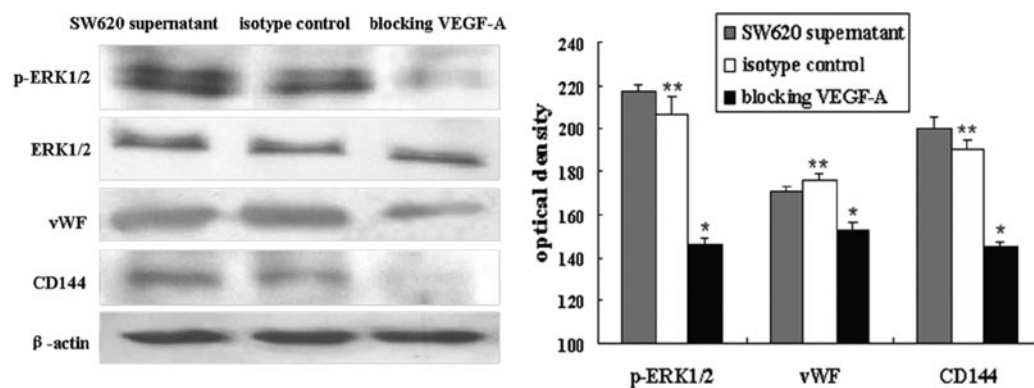 SW620 supernatant isotype control blocking VEGF-A
p-ERK1/2
ERK1/2
vWF
CD144
β-actin
optical density
240
220
200
180
160
140
120
100
SW620 supernatant
isotype control
blocking VEGF-A
** * ** * ** *
p-ERK1/2 vWF CD144